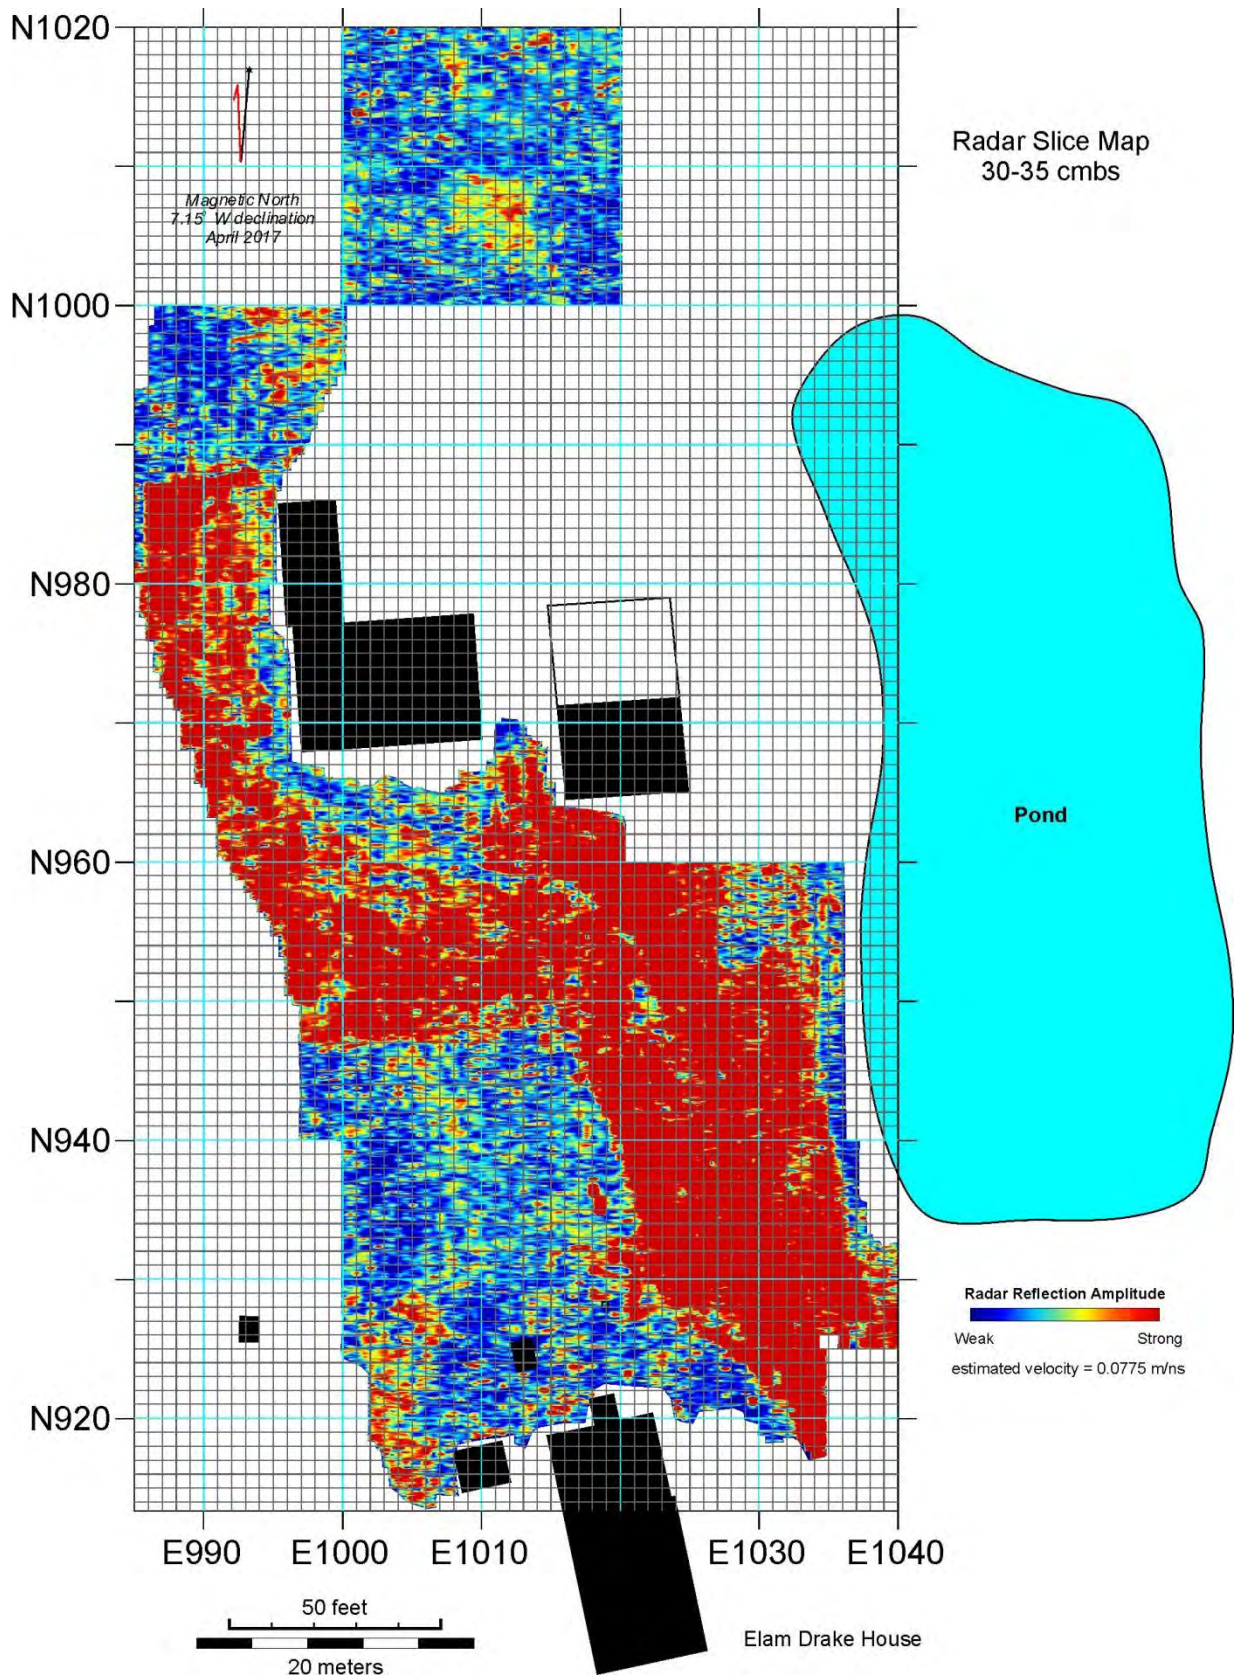 N1020
Radar Slice Map
30-35 cmbs
Magnetic North
7.15° W declination
April 2017
N1000
N980
Pond
N960
N940
Radar Reflection Amplitude
Weak Strong
estimated velocity = 0.0775 m/ns
N920
E990 E1000 E1010 E1030 E1040
50 feet
20 meters
Elam Drake House